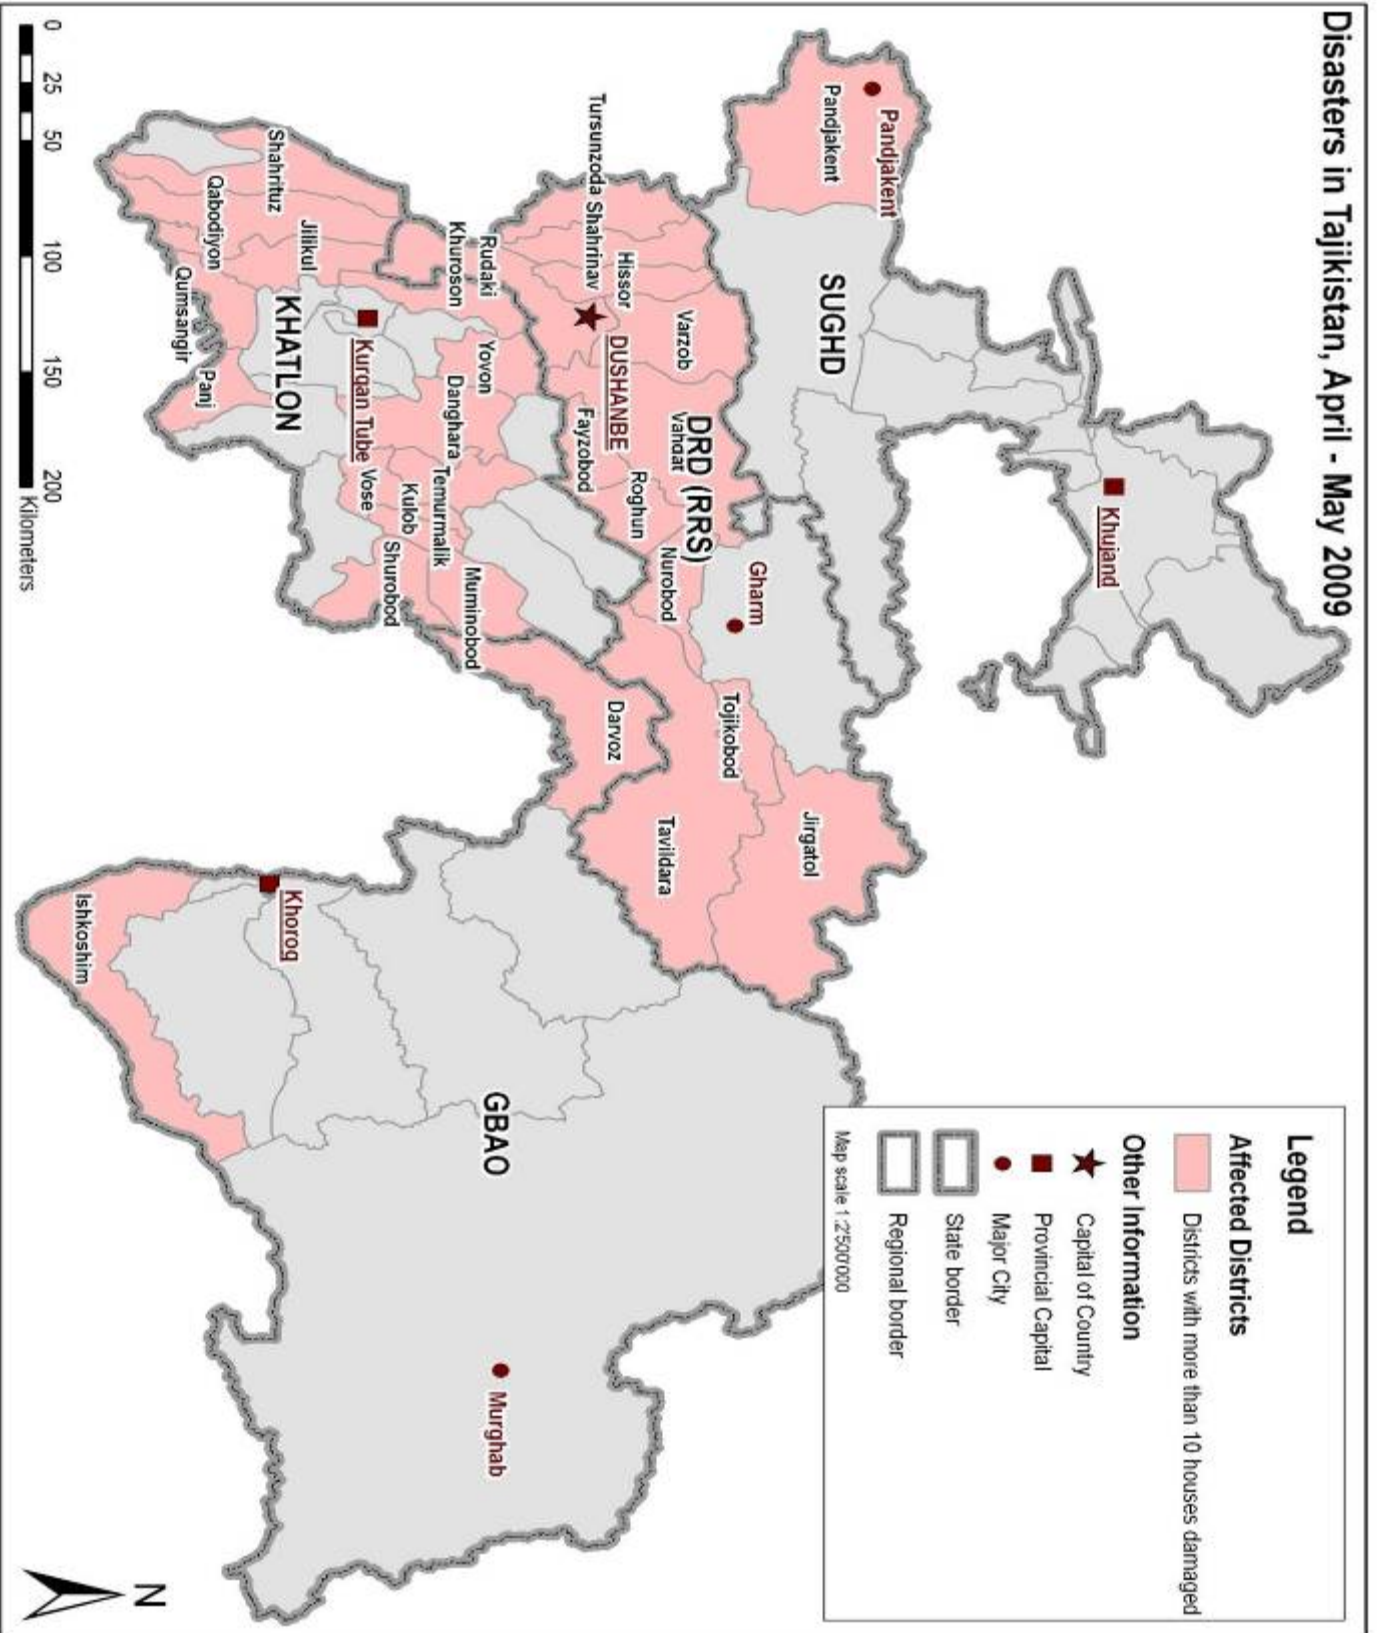 Disasters in Tajikistan, April - May 2009
Legend
Affected Districts
Districts with more than 10 houses damaged
Other Information
Capital of Country
Provincial Capital
Major City
State border
Regional border
Map scale 1:2'500'000
Khujand
Pandjakent
Pandjakent
SUGHD
Jirgatol
Gharm
Tojikobod
DRD (RRS)
Varzob
Vahdat
Nurobod
Tavildara
Roghun
Hissor
DUSHANBE
Darvoz
Tursunzoda Shahrinav
Fayzobod
Rudaki
Yovon
Muminobod
GBAO
Murghab
Khuroson
Danghara
Temurmalik
Kulob
Shurobod
Kurgan Tube
Vose
Jilikul
KHATLON
Khorog
Shahrituz
Qabodiyon
Panj
Qumsangir
Ishkoshim
N
0 25 50 100 150 200
Kilometers